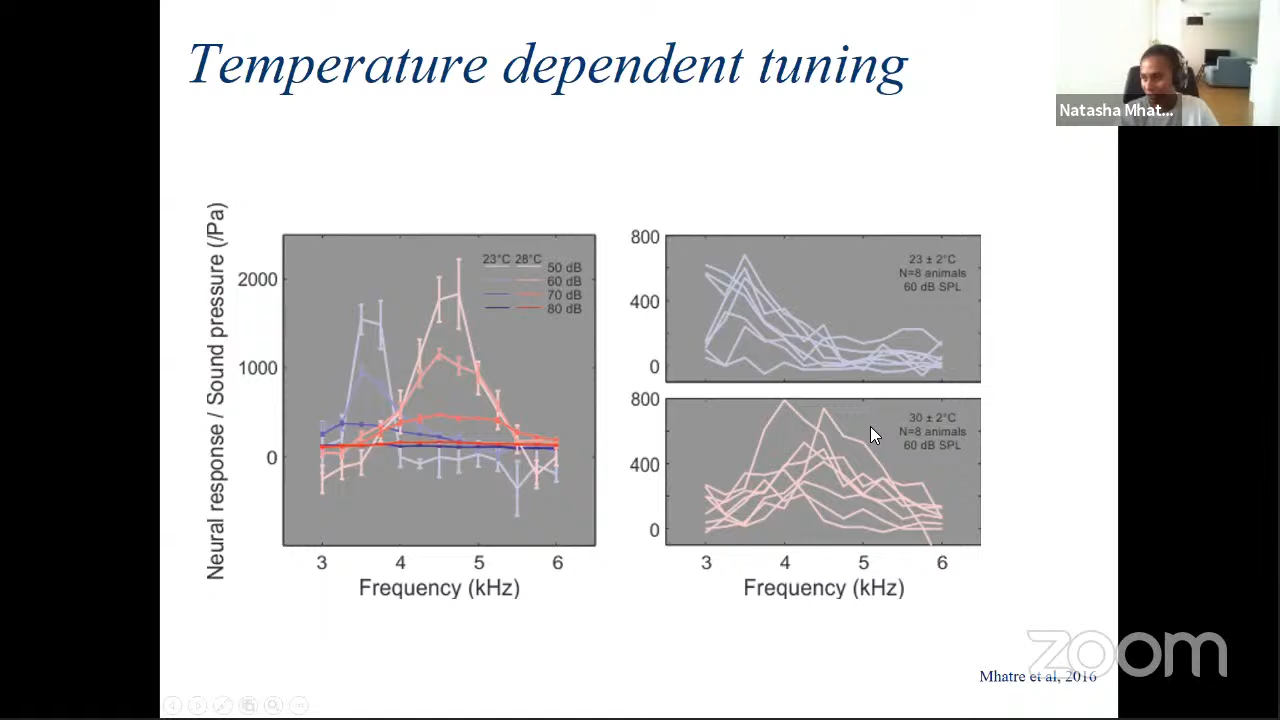 Temperature dependent tuning
Natasha Mhat...
Neural response / Sound pressure (/Pa)
2000
1000
0
23°C 28°C
50 dB
60 dB
70 dB
80 dB
3 4 5 6
Frequency (kHz)
800
400
0
23 ± 2°C
N=8 animals
60 dB SPL
800
400
0
30 ± 2°C
N=8 animals
60 dB SPL
3 4 5 6
Frequency (kHz)
zoom
Mhatre et al, 2016